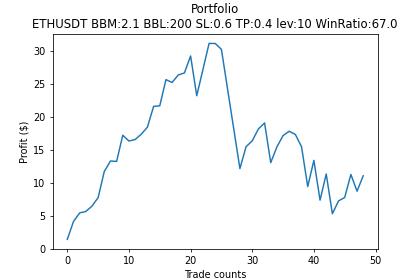 Portfolio
ETHUSDT BBM:2.1 BBL:200 SL:0.6 TP:0.4 lev:10 WinRatio:67.0
30
25
20
15
10
5
0
Profit ($)
0 10 20 30 40 50
Trade counts